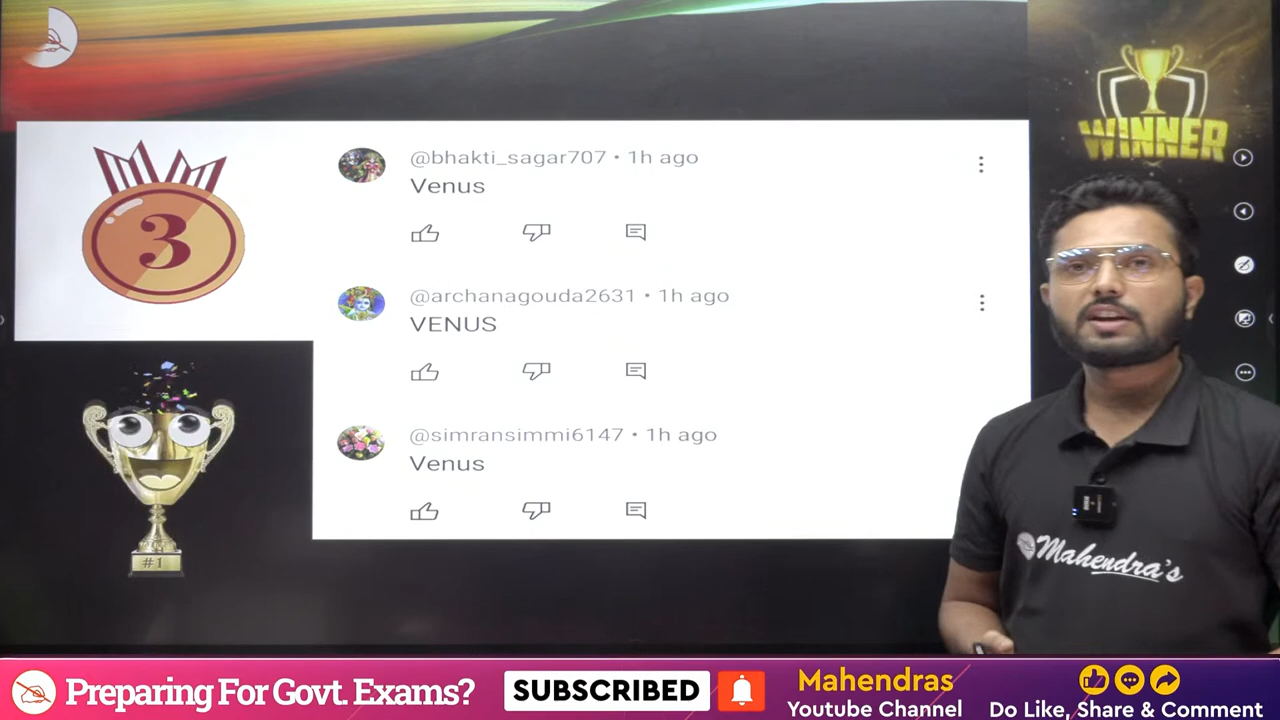 WINNER
3
@bhakti_sagar707 • 1h ago
Venus
@archanagouda2631 • 1h ago
VENUS
@simransimmi6147 • 1h ago
Venus
#1
Mahendra's
Preparing For Govt. Exams?
SUBSCRIBED
Mahendras
Youtube Channel
Do Like, Share & Comment